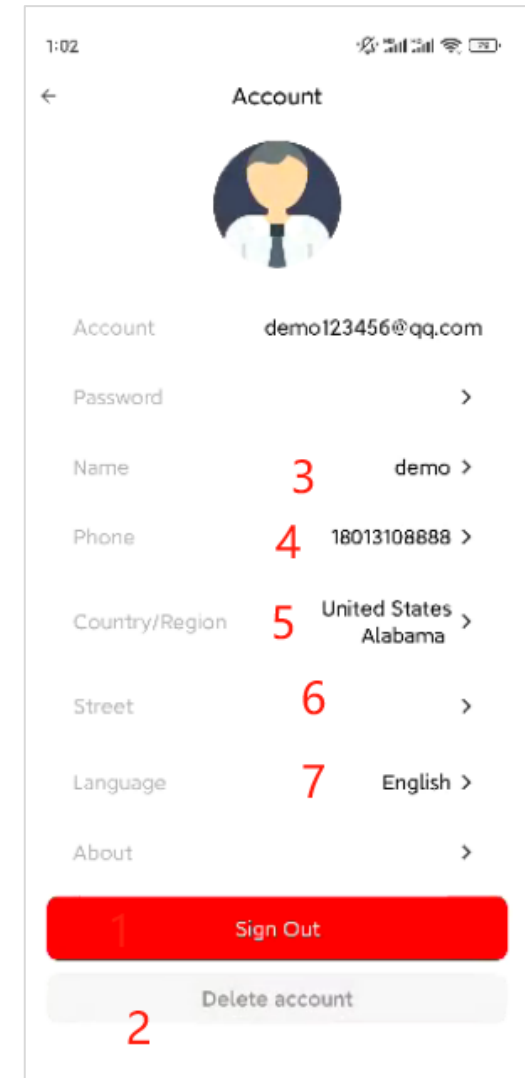 1:02
Account
Account demo123456@qq.com
Password >
Name 3 demo >
Phone 4 18013108888 >
Country/Region 5 United States Alabama >
Street 6 >
Language 7 English >
About >
1 Sign Out
Delete account
2